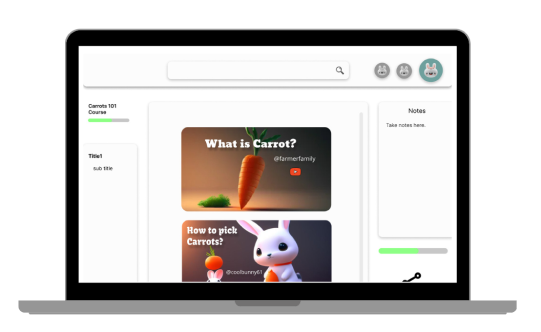 Carrots 101
Course
Title1
sub title
What is Carrot?
@farmerfamily
How to pick
Carrots?
@coolbunny61
Notes
Take notes here.